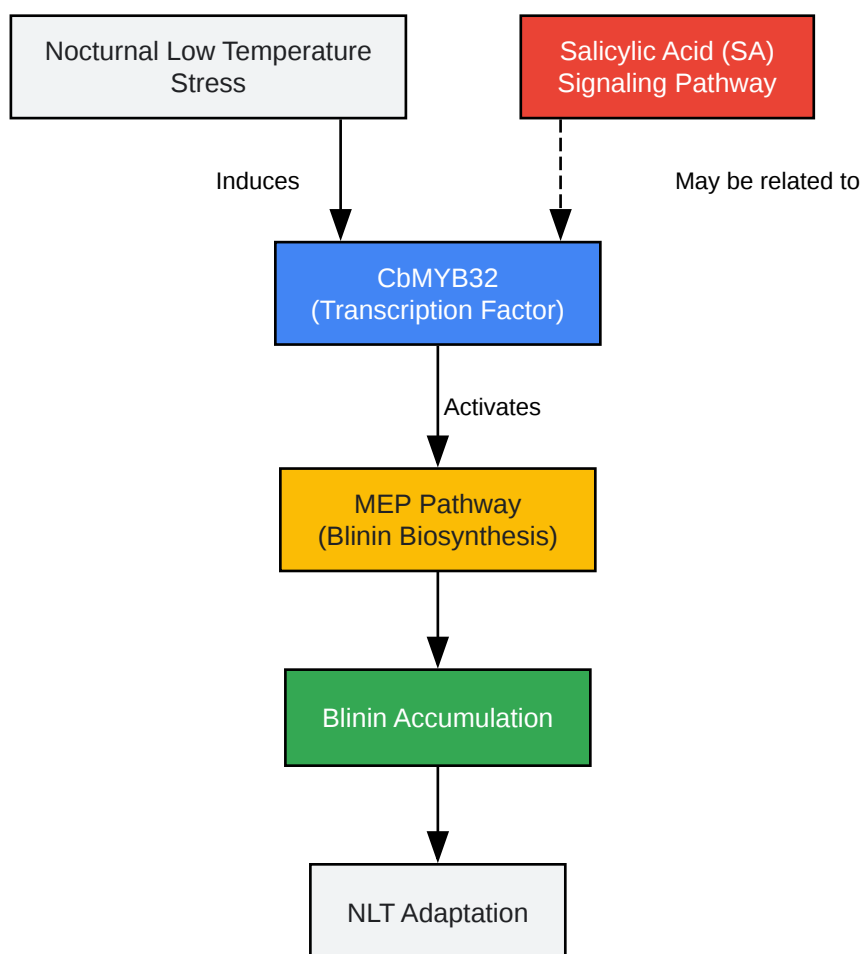 Nocturnal Low Temperature
Stress
Salicylic Acid (SA)
Signaling Pathway
Induces
May be related to
CbMYB32
(Transcription Factor)
Activates
MEP Pathway
(Blinin Biosynthesis)
Blinin Accumulation
NLT Adaptation